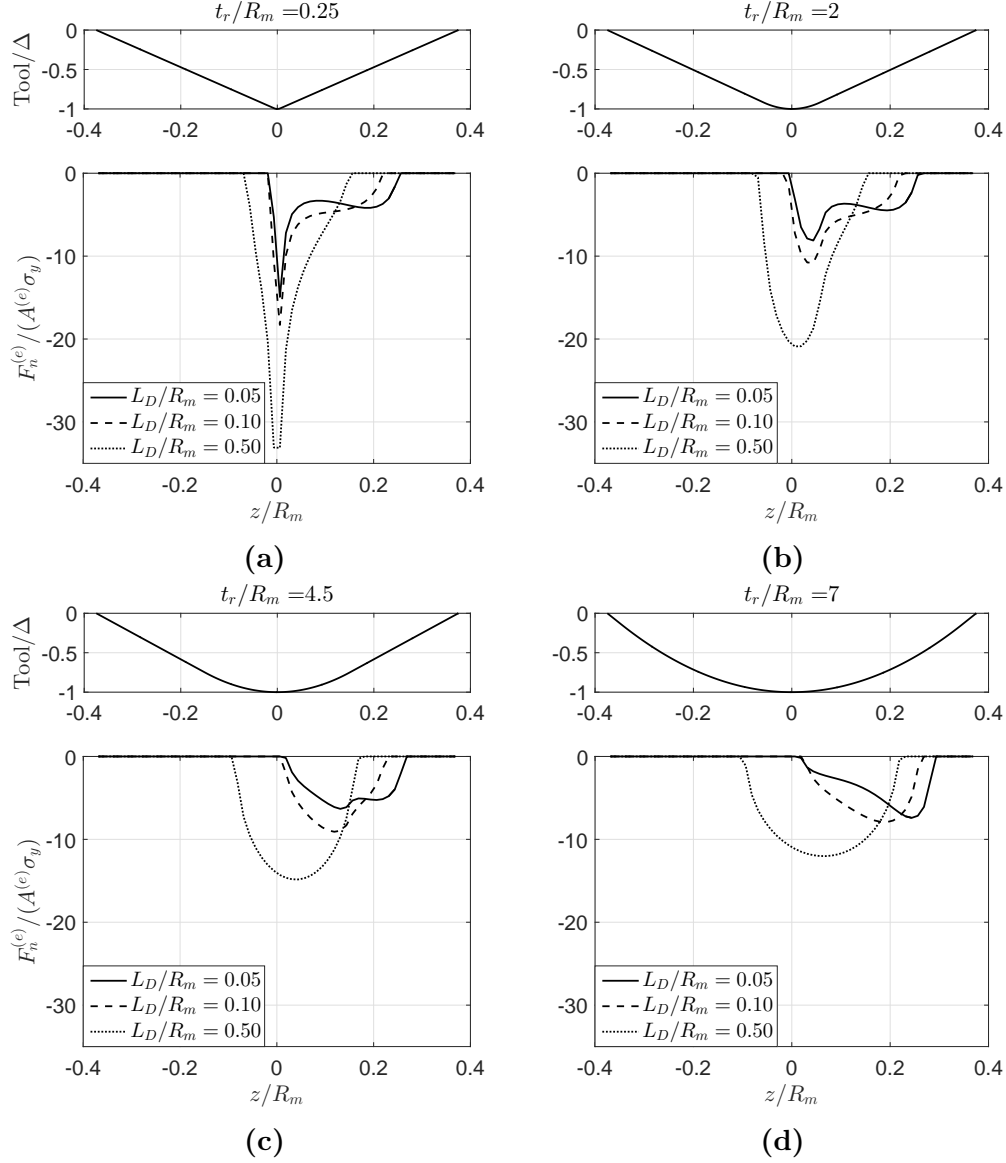 t_r/R_m =0.25
Tool/Δ
0
-0.5
-1
-0.4 -0.2 0 0.2 0.4
F_n^{(e)}/(A^{(e)}σ_y)
0
-10
-20
-30
L_D/R_m = 0.05
L_D/R_m = 0.10
L_D/R_m = 0.50
-0.4 -0.2 0 0.2 0.4
z/R_m
(a)
t_r/R_m =2
0
-0.5
-1
-0.4 -0.2 0 0.2 0.4
0
-10
-20
-30
L_D/R_m = 0.05
L_D/R_m = 0.10
L_D/R_m = 0.50
-0.4 -0.2 0 0.2 0.4
z/R_m
(b)
t_r/R_m =4.5
Tool/Δ
0
-0.5
-1
-0.4 -0.2 0 0.2 0.4
F_n^{(e)}/(A^{(e)}σ_y)
0
-10
-20
-30
L_D/R_m = 0.05
L_D/R_m = 0.10
L_D/R_m = 0.50
-0.4 -0.2 0 0.2 0.4
z/R_m
(c)
t_r/R_m =7
0
-0.5
-1
-0.4 -0.2 0 0.2 0.4
0
-10
-20
-30
L_D/R_m = 0.05
L_D/R_m = 0.10
L_D/R_m = 0.50
-0.4 -0.2 0 0.2 0.4
z/R_m
(d)